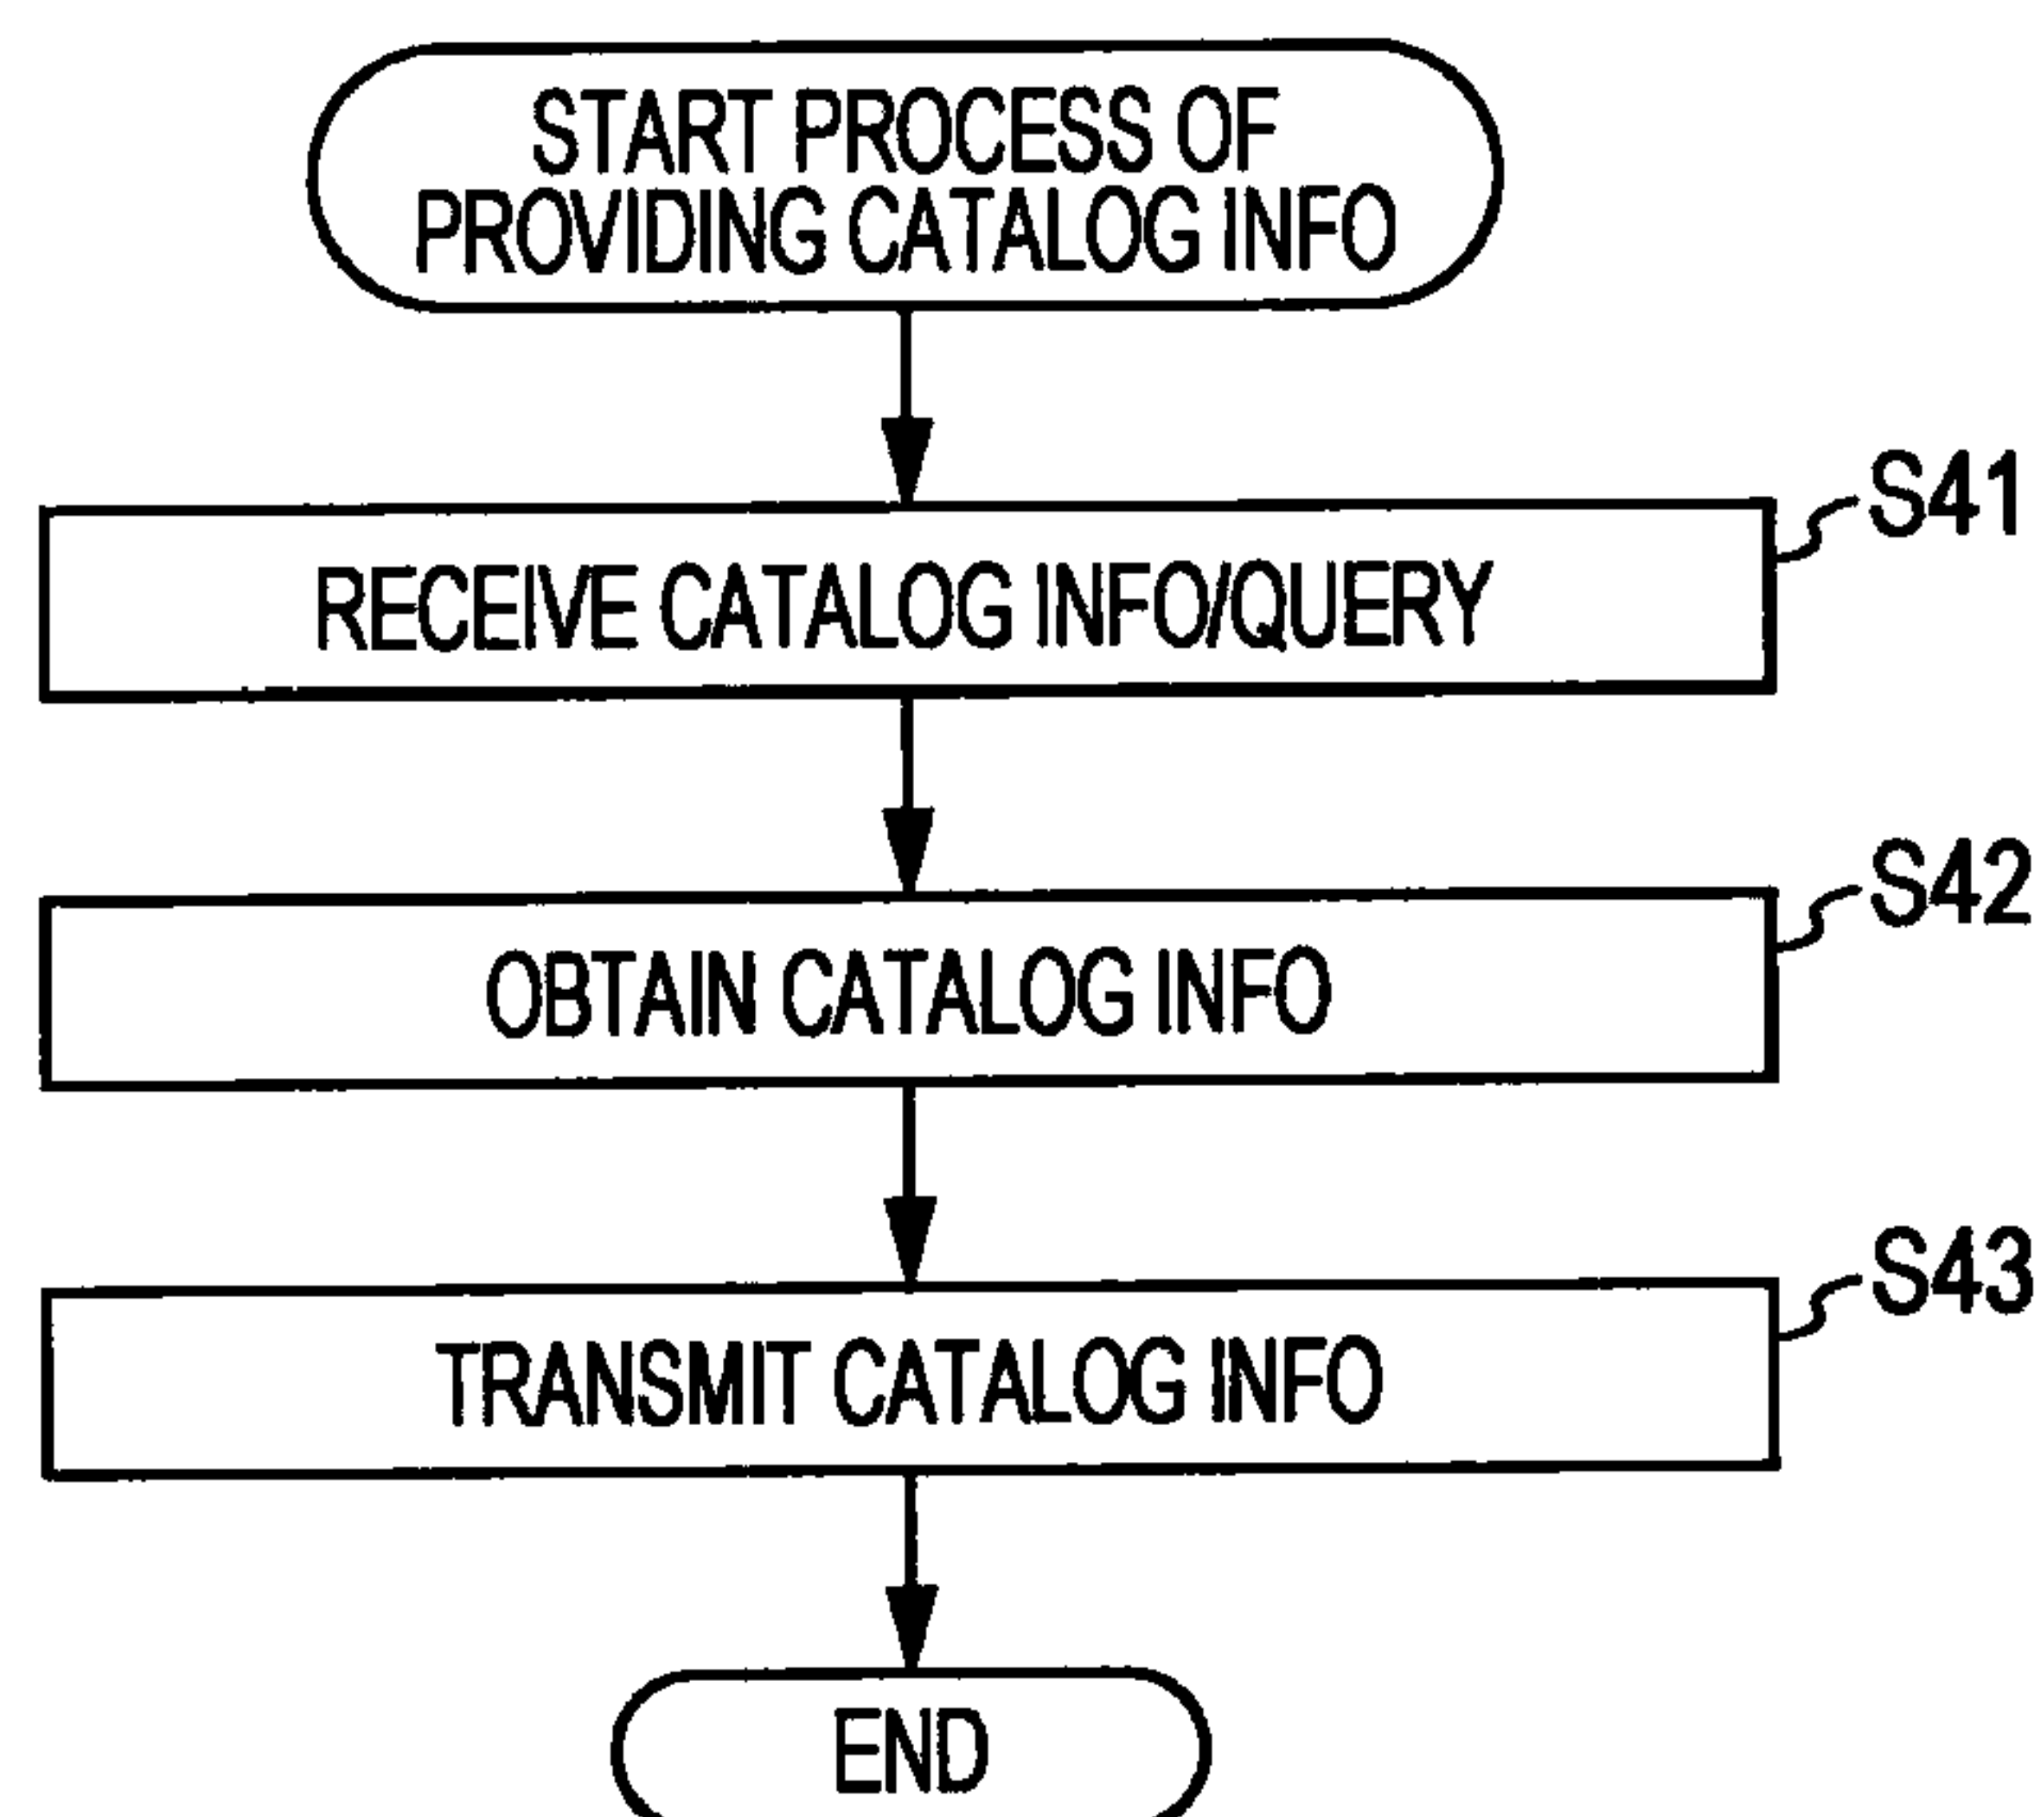 START PROCESS OF
PROVIDING CATALOG INFO
S41
RECEIVE CATALOG INFO/QUERY
S42
OBTAIN CATALOG INFO
S43
TRANSMIT CATALOG INFO
END